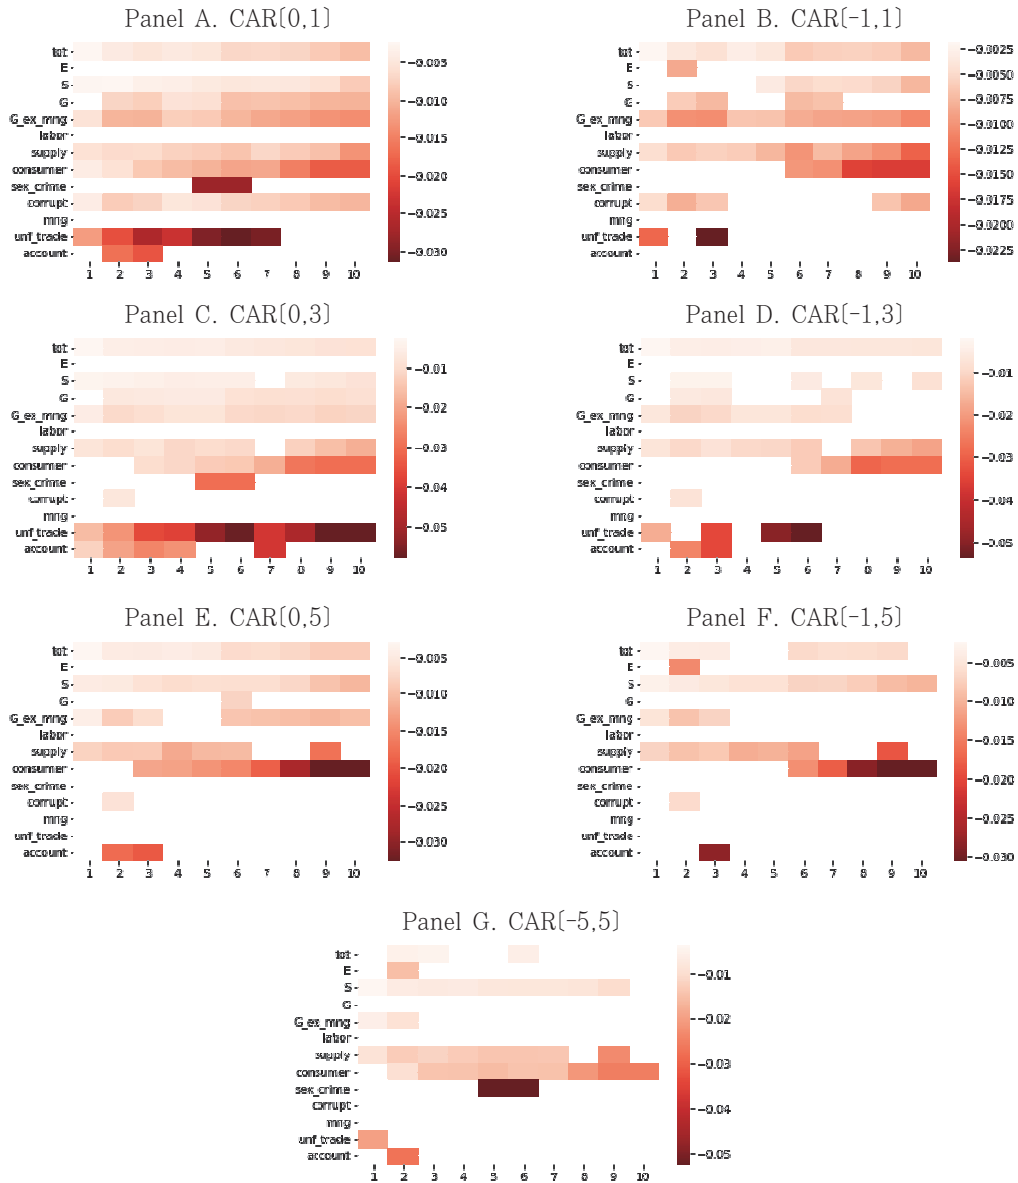 Panel A. CAR[0,1]
tot
E
S
G
G_ex_mng
labor
supply
consumer
sex_crime
corrupt
mng
unf_trade
account
1 2 3 4 5 6 7 8 9 10
−0.005
−0.010
−0.015
−0.020
−0.025
−0.030
Panel B. CAR[-1,1]
tot
E
S
G
G_ex_mng
labor
supply
consumer
sex_crime
corrupt
mng
unf_trade
account
1 2 3 4 5 6 7 8 9 10
−0.0025
−0.0050
−0.0075
−0.0100
−0.0125
−0.0150
−0.0175
−0.0200
−0.0225
Panel C. CAR[0,3]
tot
E
S
G
G_ex_mng
labor
supply
consumer
sex_crime
corrupt
mng
unf_trade
account
1 2 3 4 5 6 7 8 9 10
−0.01
−0.02
−0.03
−0.04
−0.05
Panel D. CAR[-1,3]
tot
E
S
G
G_ex_mng
labor
supply
consumer
sex_crime
corrupt
mng
unf_trade
account
1 2 3 4 5 6 7 8 9 10
−0.01
−0.02
−0.03
−0.04
−0.05
Panel E. CAR[0,5]
tot
E
S
G
G_ex_mng
labor
supply
consumer
sex_crime
corrupt
mng
unf_trade
account
1 2 3 4 5 6 7 8 9 10
−0.005
−0.010
−0.015
−0.020
−0.025
−0.030
Panel F. CAR[-1,5]
tot
E
S
G
G_ex_mng
labor
supply
consumer
sex_crime
corrupt
mng
unf_trade
account
1 2 3 4 5 6 7 8 9 10
−0.005
−0.010
−0.015
−0.020
−0.025
−0.030
Panel G. CAR[-5,5]
tot
E
S
G
G_ex_mng
labor
supply
consumer
sex_crime
corrupt
mng
unf_trade
account
1 2 3 4 5 6 7 8 9 10
−0.01
−0.02
−0.03
−0.04
−0.05